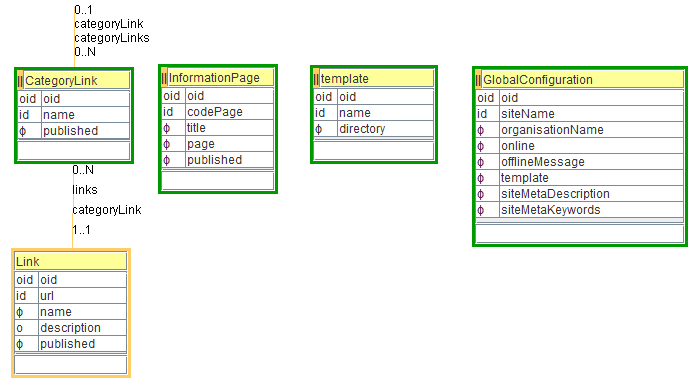 0..1
categoryLink
categoryLinks
0..N
CategoryLink
oid oid
id name
ϕ published
InformationPage
oid oid
id codePage
ϕ title
ϕ page
ϕ published
template
oid oid
id name
ϕ directory
GlobalConfiguration
oid oid
id siteName
ϕ organisationName
ϕ online
ϕ offlineMessage
ϕ template
ϕ siteMetaDescription
ϕ siteMetaKeywords
0..N
links
categoryLink
1..1
Link
oid oid
id url
ϕ name
o description
ϕ published